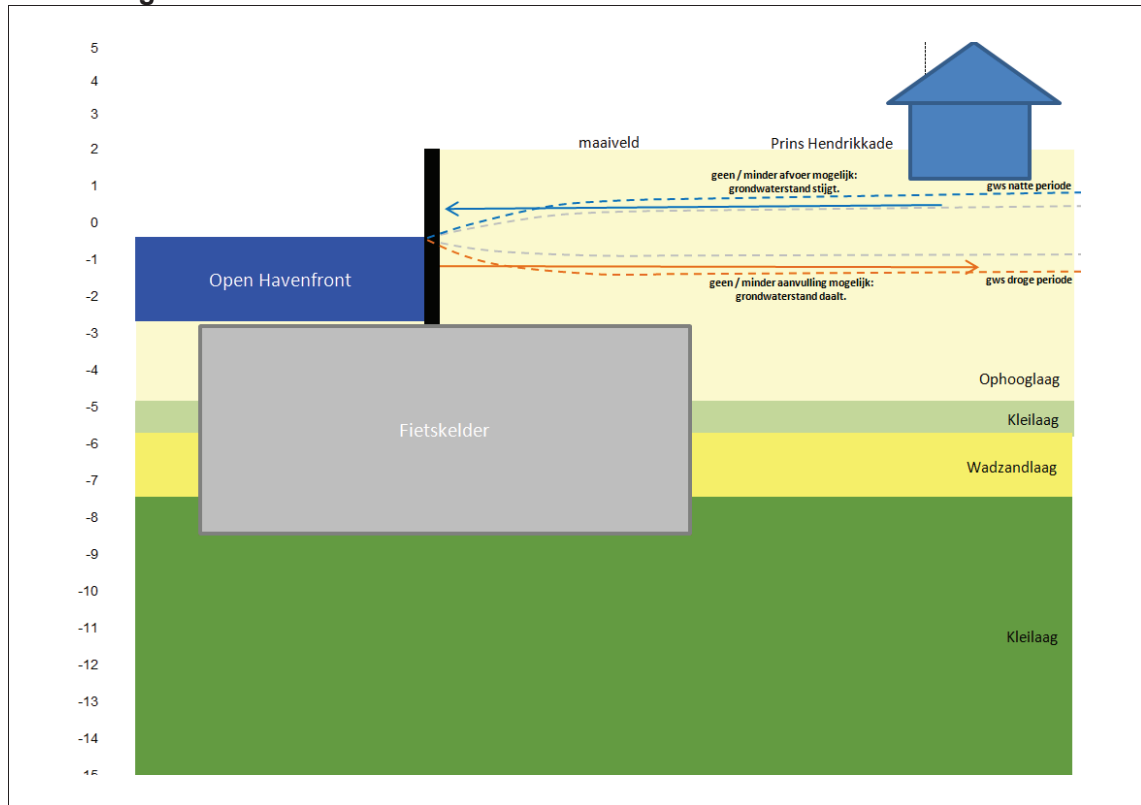 5
4
3
2
maaiveld
Prins Hendrikkade
1
geen / minder afvoer mogelijk:
grondwaterstand stijgt.
gws natte periode
0
-1
Open Havenfront
geen / minder aanvulling mogelijk:
grondwaterstand daalt.
gws droge periode
-2
-3
-4
Ophooglaag
-5
Kleilaag
Fietskelder
-6
Wadzandlaag
-7
-8
-9
-10
-11
Kleilaag
-12
-13
-14